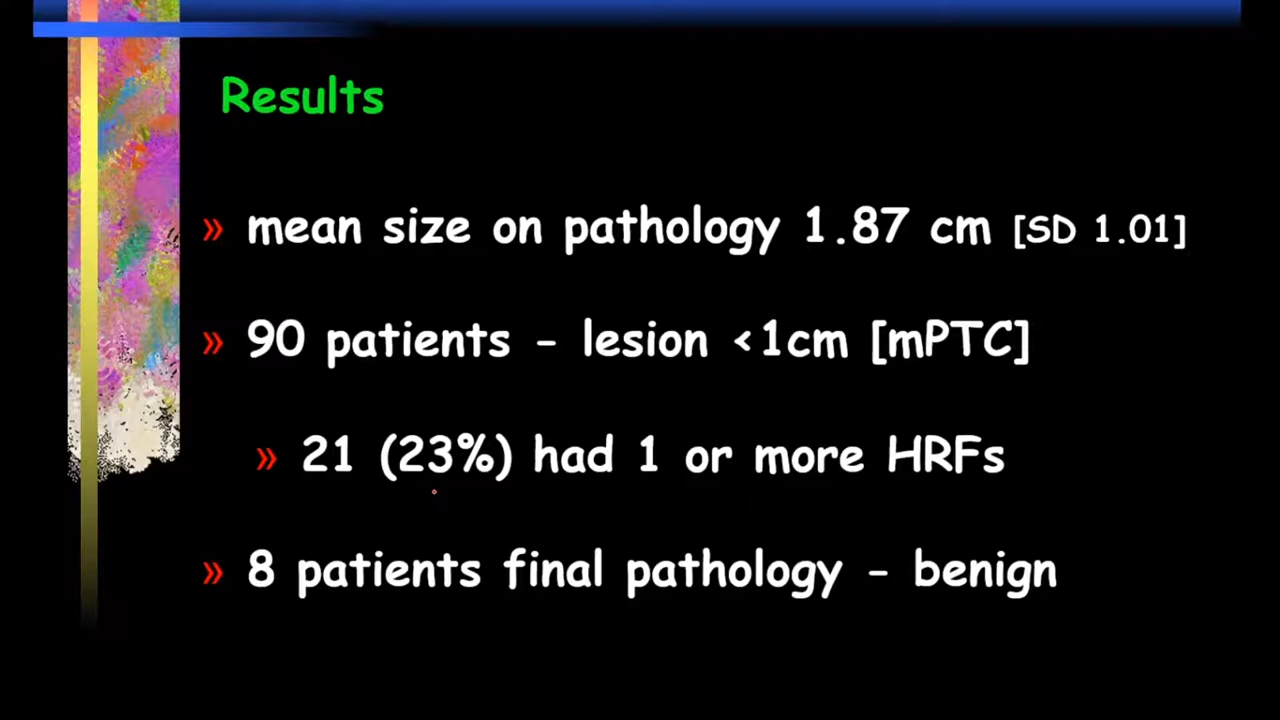 Results
» mean size on pathology 1.87 cm [SD 1.01]
» 90 patients - lesion <1cm [mPTC]
» 21 (23%) had 1 or more HRFs
» 8 patients final pathology - benign